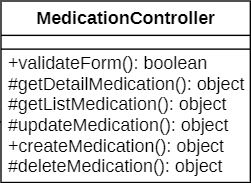 MedicationController
+validateForm(): boolean
#getDetailMedication(): object
#getListMedication(): object
#updateMedication(): object
+createMedication(): object
#deleteMedication(): object